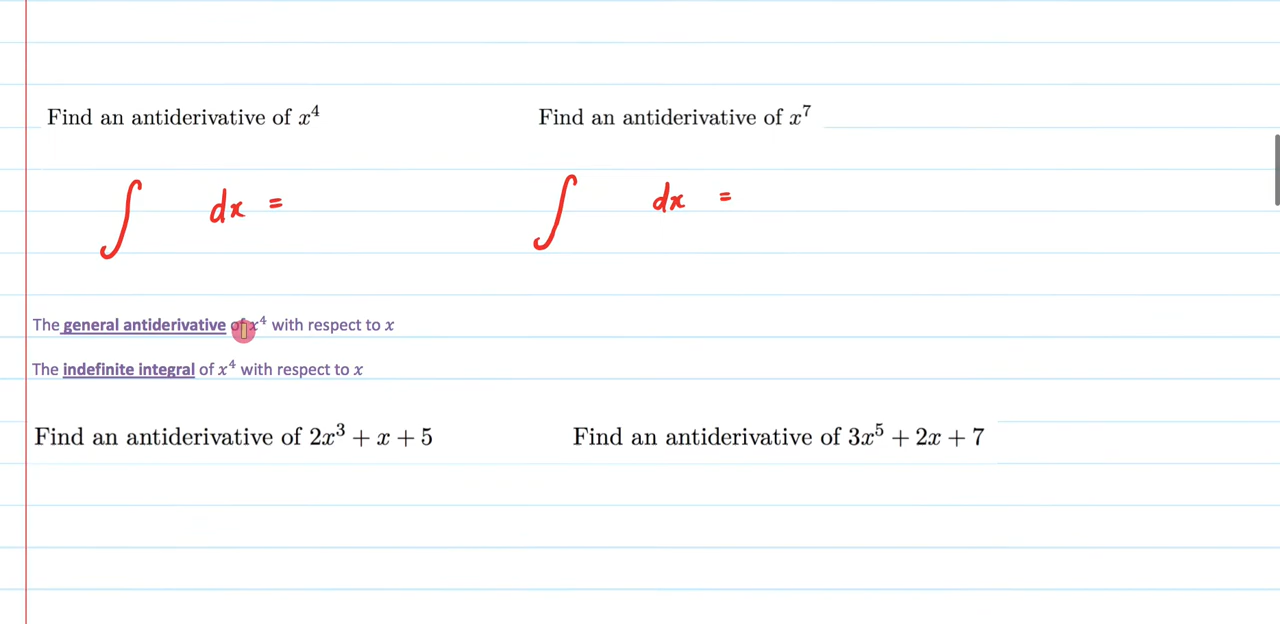 Find an antiderivative of x⁴
Find an antiderivative of x⁷
∫ dx =
∫ dx =
The general antiderivative of x⁴ with respect to x
The indefinite integral of x⁴ with respect to x
Find an antiderivative of 2x³ + x + 5
Find an antiderivative of 3x⁵ + 2x + 7